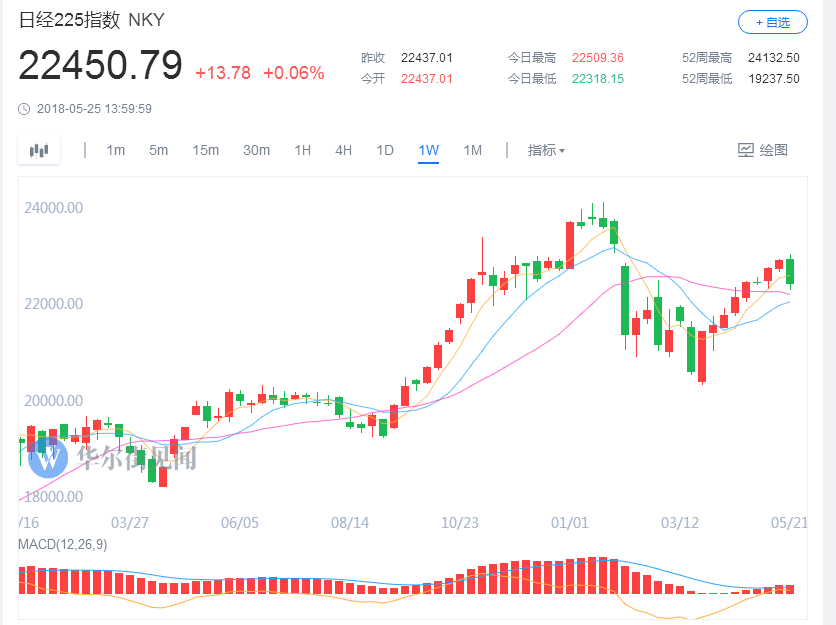 日经225指数 NKY
+ 自选
22450.79 +13.78 +0.06%
昨收 22437.01 今日最高 22509.36 52周最高 24132.50
今开 22437.01 今日最低 22318.15 52周最低 19237.50
2018-05-25 13:59:59
1m 5m 15m 30m 1H 4H 1D 1W 1M 指标 绘图
24000.00
22000.00
20000.00
W 华尔街见闻
18000.00
/16 03/27 06/05 08/14 10/23 01/01 03/12 05/21
MACD(12,26,9)